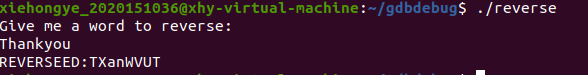 xiehongye_2020151036@xhy-virtual-machine:~/gdbdebug$ ./reverse
Give me a word to reverse:
Thankyou
REVERSEED:TXanWVUT